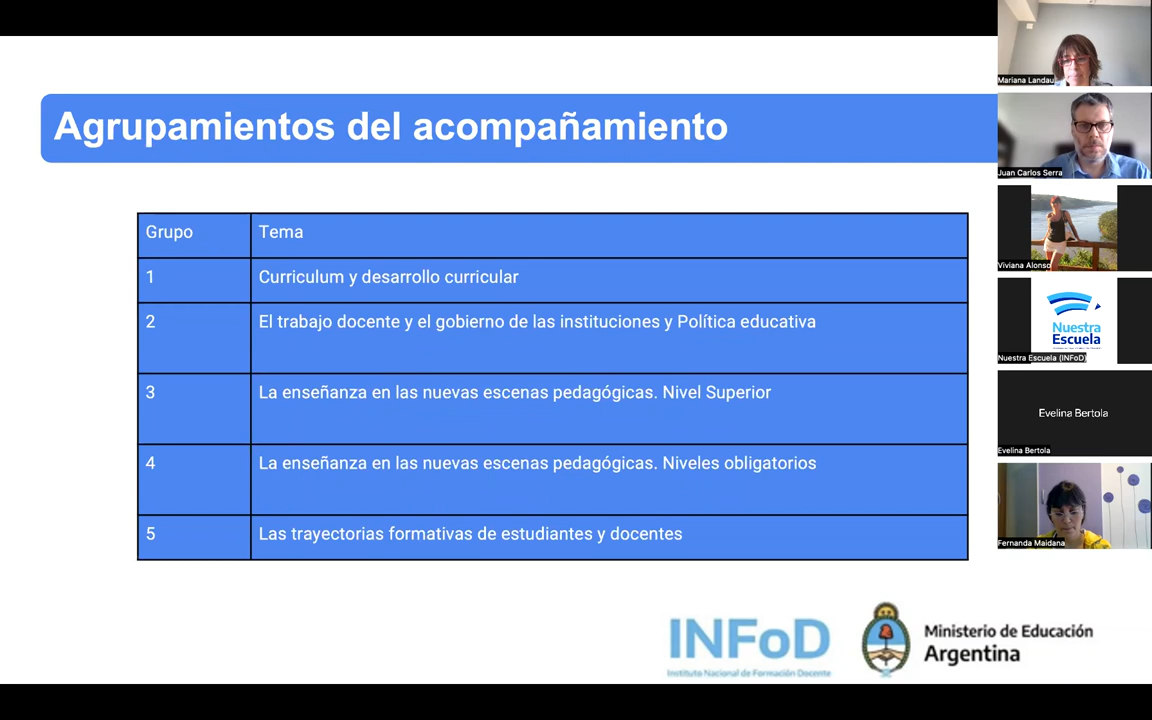 Agrupamientos del acompañamiento
Grupo Tema
1 Curriculum y desarrollo curricular
2 El trabajo docente y el gobierno de las instituciones y Política educativa
3 La enseñanza en las nuevas escenas pedagógicas. Nivel Superior
4 La enseñanza en las nuevas escenas pedagógicas. Niveles obligatorios
5 Las trayectorias formativas de estudiantes y docentes
INFoD
Instituto Nacional de Formación Docente
Ministerio de Educación
Argentina
Mariana Landau
Juan Carlos Serra
Viviana Alonso
Nuestra
Escuela
Nuestra Escuela (INFoD)
Evelina Bertola
Evelina Bertola
Fernanda Maidana